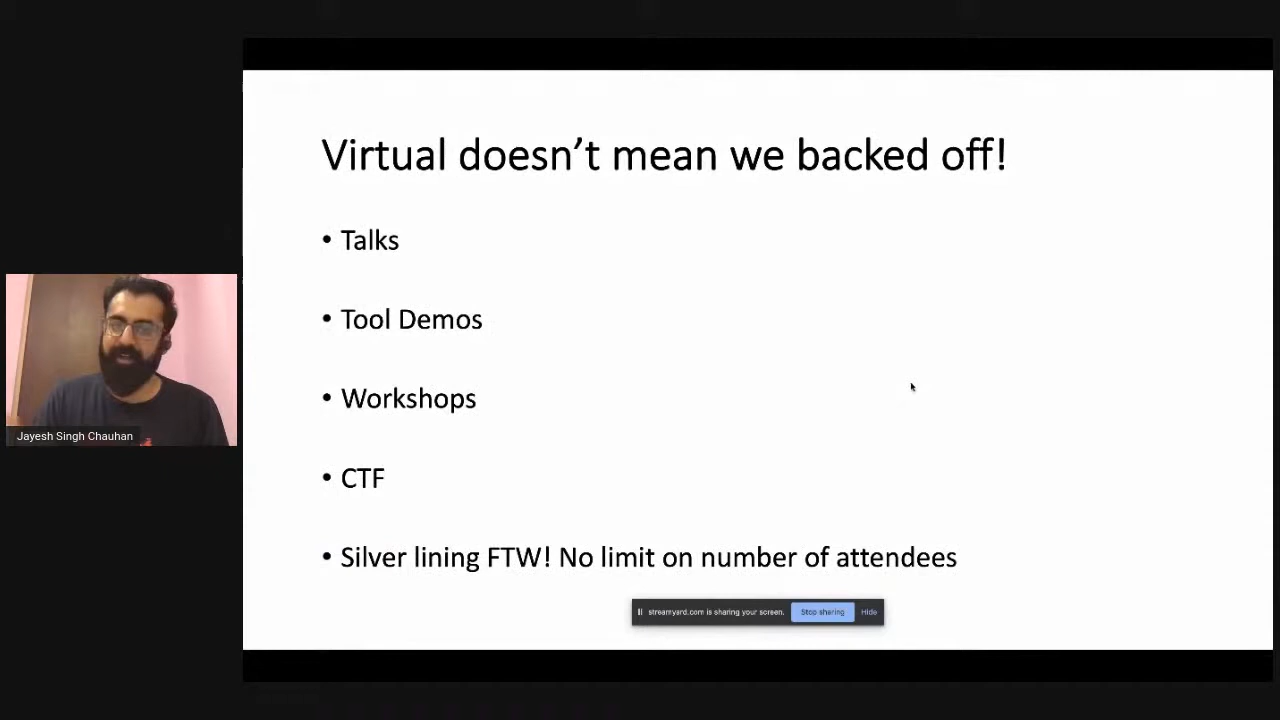 Virtual doesn’t mean we backed off!
• Talks
• Tool Demos
• Workshops
• CTF
• Silver lining FTW! No limit on number of attendees
Jayesh Singh Chauhan
streamyard.com is sharing your screen. Stop sharing Hide